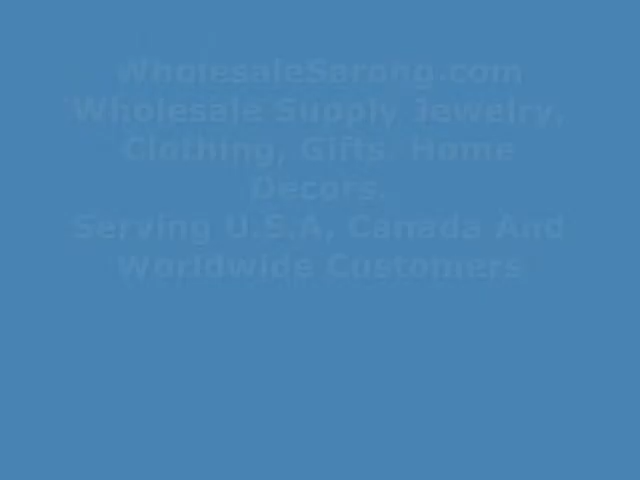 WholesaleSarong.com
Wholesale Supply Jewelry,
Clothing, Gifts, Home
Decors.
Serving U.S.A, Canada And
Worldwide Customers